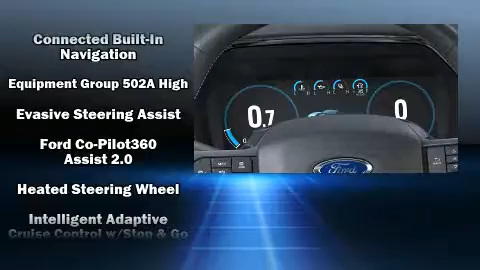 Connected Built-In
Navigation
Equipment Group 502A High
Evasive Steering Assist
Ford Co-Pilot360
Assist 2.0
Heated Steering Wheel
Intelligent Adaptive
Cruise Control w/Stop & Go
0.7
0
Ford